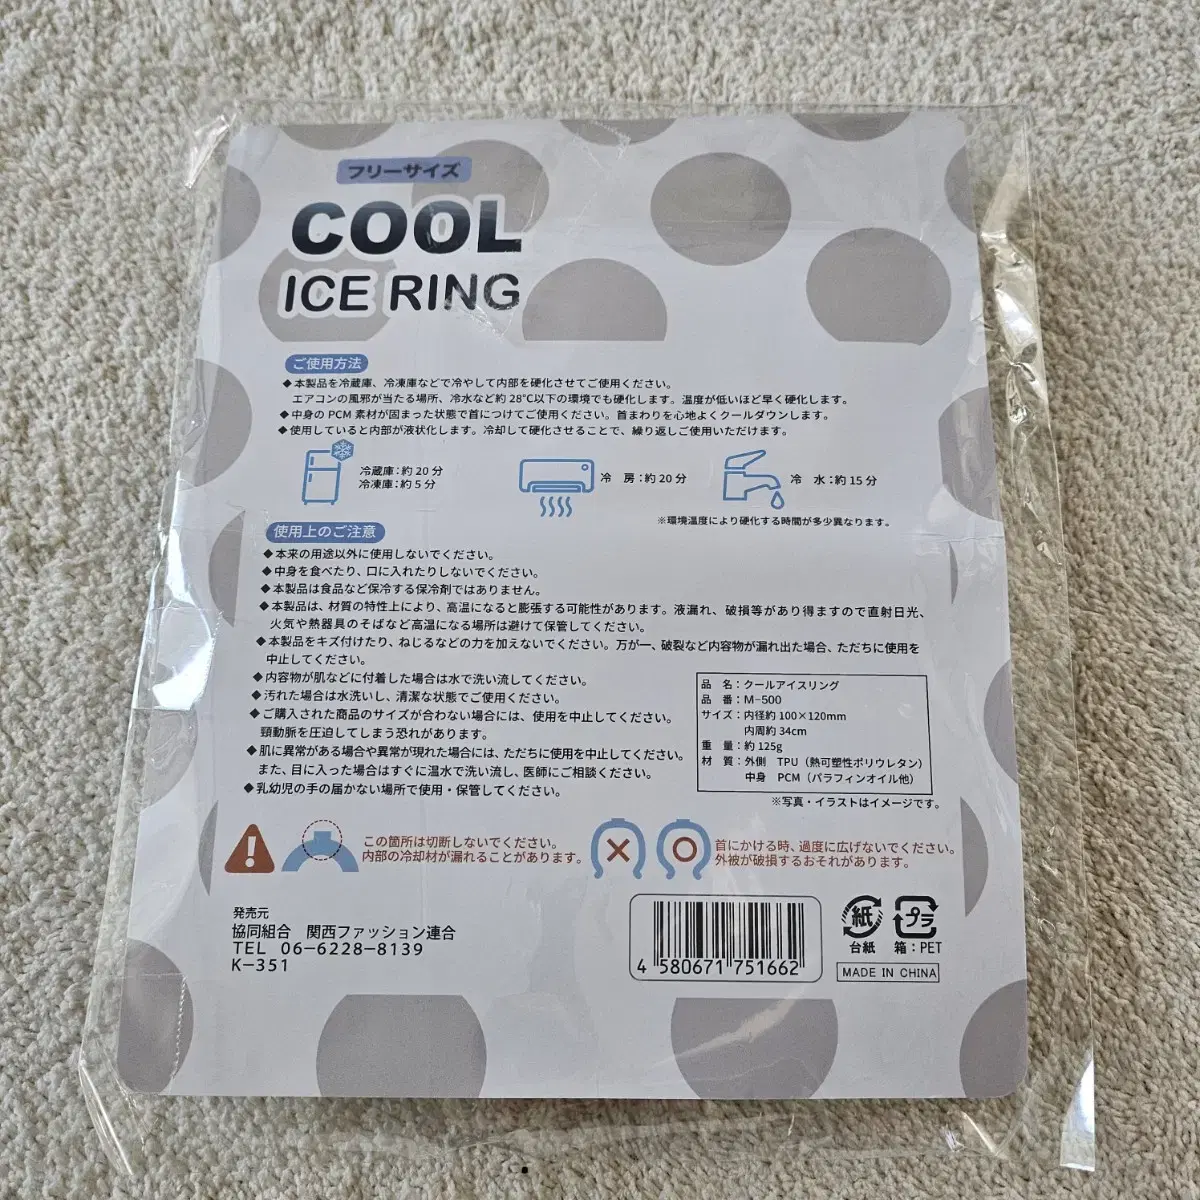 フリーサイズ
COOL
ICE RING
ご使用方法
◆本製品を冷蔵庫、冷凍庫などで冷やして内部を硬化させてご使用ください。
エアコンの風邪が当たる場所、冷水など約28℃以下の環境でも硬化します。温度が低いほど早く硬化します。
◆中身の PCM 素材が固まった状態で首につけてご使用ください。首まわりを心地よくクールダウンします。
◆使用していると内部が液状化します。冷却して硬化させることで、繰り返しご使用いただけます。
冷蔵庫：約20分
冷凍庫：約5分
冷 房：約20分
冷 水：約15分
※環境温度により硬化する時間が多少異なります。
使用上のご注意
◆本来の用途以外に使用しないでください。
◆中身を食べたり、口に入れたりしないでください。
◆本製品は食品など保冷する保冷剤ではありません。
◆本製品は、材質の特性上により、高温になると膨張する可能性があります。液漏れ、破損等があり得ますので直射日光、
火気や熱器具のそばなど高温になる場所は避けて保管してください。
◆本製品をキズ付けたり、ねじるなどの力を加えないでください。万が一、破裂など内容物が漏れ出た場合、ただちに使用を
中止してください。
◆内容物が肌などに付着した場合は水で洗い流してください。
◆汚れた場合は水洗いし、清潔な状態でご使用ください。
◆ご購入された商品のサイズが合わない場合には、使用を中止してください。
頸動脈を圧迫してしまう恐れがあります。
◆肌に異常がある場合や異常が現れた場合には、ただちに使用を中止してください。
また、目に入った場合はすぐに温水で洗い流し、医師にご相談ください。
◆乳幼児の手の届かない場所で使用・保管してください。
品 名：クールアイスリング
品 番：M-500
サイズ：内径約100×120mm
内周約34cm
重 量：約125g
材 質：外側 TPU（熱可塑性ポリウレタン）
中身 PCM（パラフィンオイル他）
※写真・イラストはイメージです。
この箇所は切断しないでください。
内部の冷却材が漏れることがあります。
首にかける時、過度に広げないでください。
外被が破損するおそれがあります。
発売元
協同組合 関西ファッション連合
TEL 06-6228-8139
K-351
4 580671 751662
紙
台紙
プラ
箱：PET
MADE IN CHINA